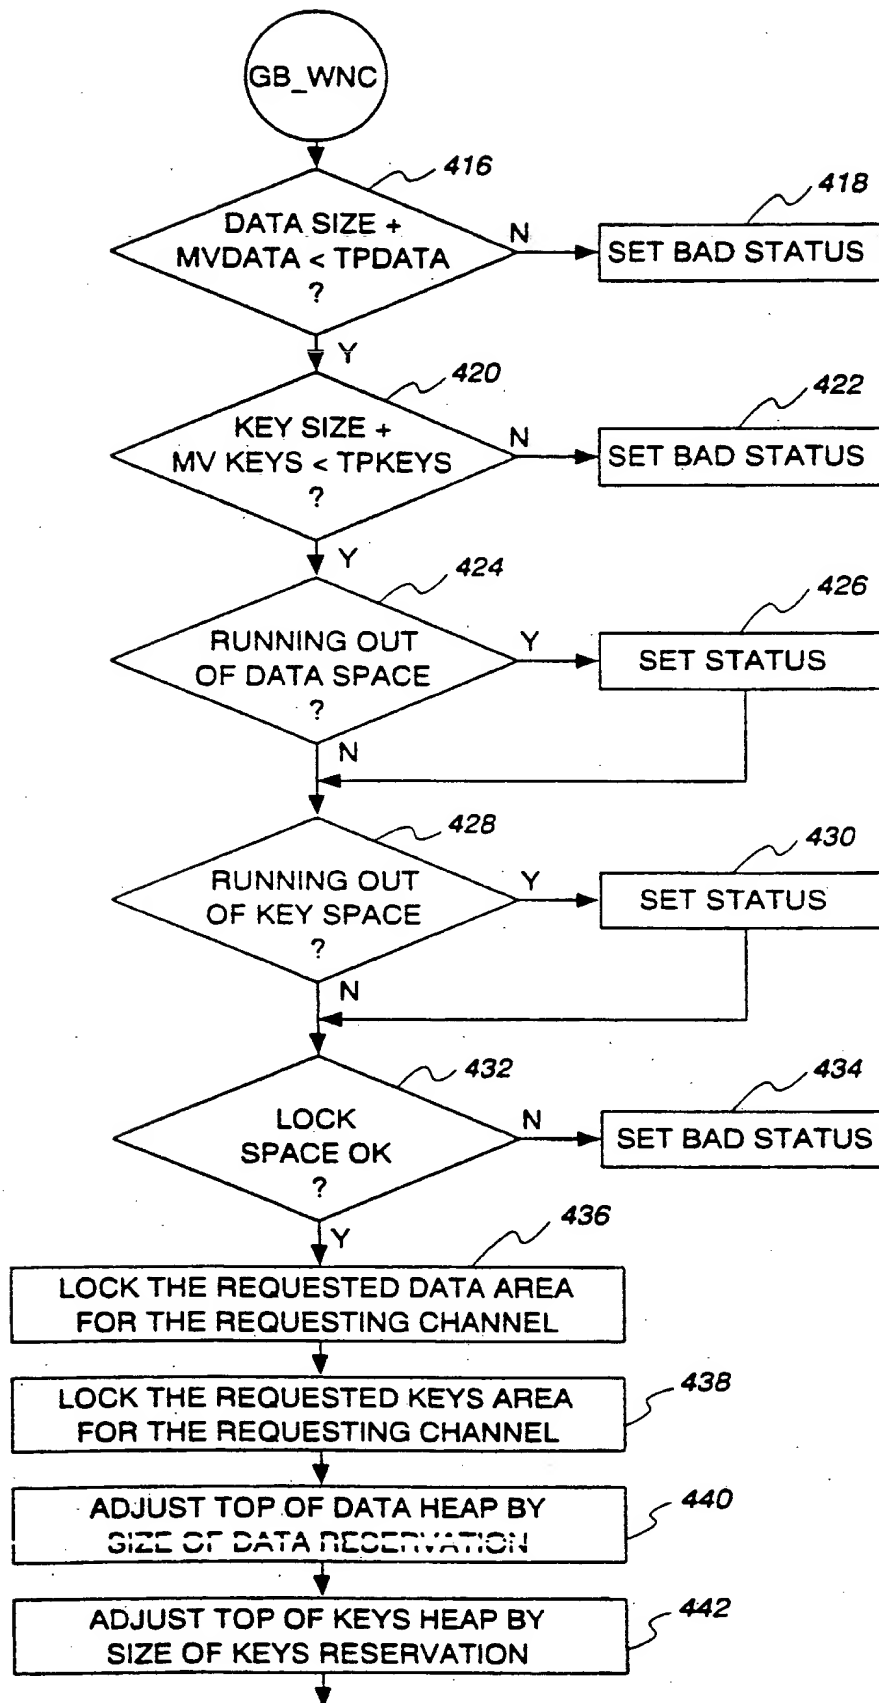 GB_WNC
416
418
DATA SIZE +
MVDATA < TPDATA
?
N
SET BAD STATUS
Y
420
422
KEY SIZE +
MV KEYS < TPKEYS
?
N
SET BAD STATUS
Y
424
426
RUNNING OUT
OF DATA SPACE
?
Y
SET STATUS
N
428
430
RUNNING OUT
OF KEY SPACE
?
Y
SET STATUS
N
432
434
LOCK
SPACE OK
?
N
SET BAD STATUS
Y
436
LOCK THE REQUESTED DATA AREA
FOR THE REQUESTING CHANNEL
438
LOCK THE REQUESTED KEYS AREA
FOR THE REQUESTING CHANNEL
440
ADJUST TOP OF DATA HEAP BY
SIZE OF DATA RESERVATION
442
ADJUST TOP OF KEYS HEAP BY
SIZE OF KEYS RESERVATION